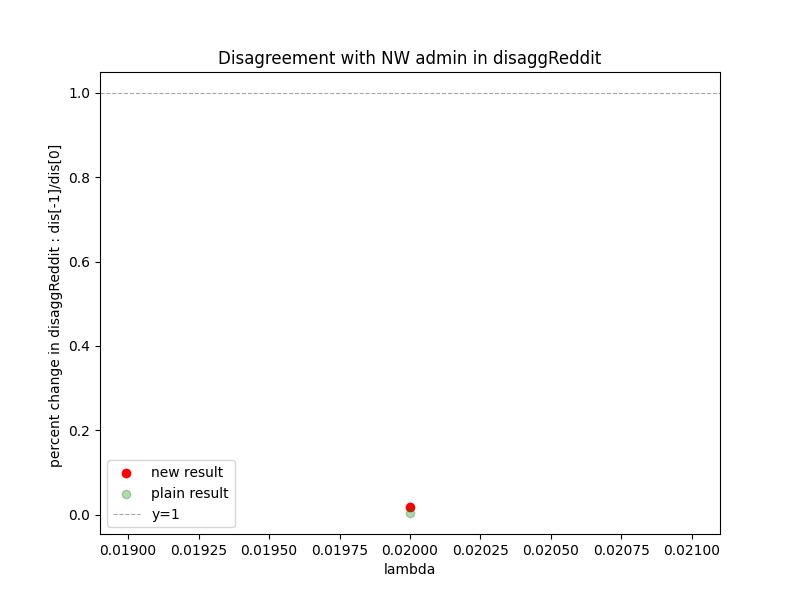 Disagreement with NW admin in disaggReddit
percent change in disaggReddit : dis[-1]/dis[0]
1.0
0.8
0.6
0.4
0.2
0.0
new result
plain result
y=1
0.01900 0.01925 0.01950 0.01975 0.02000 0.02025 0.02050 0.02075 0.02100
lambda